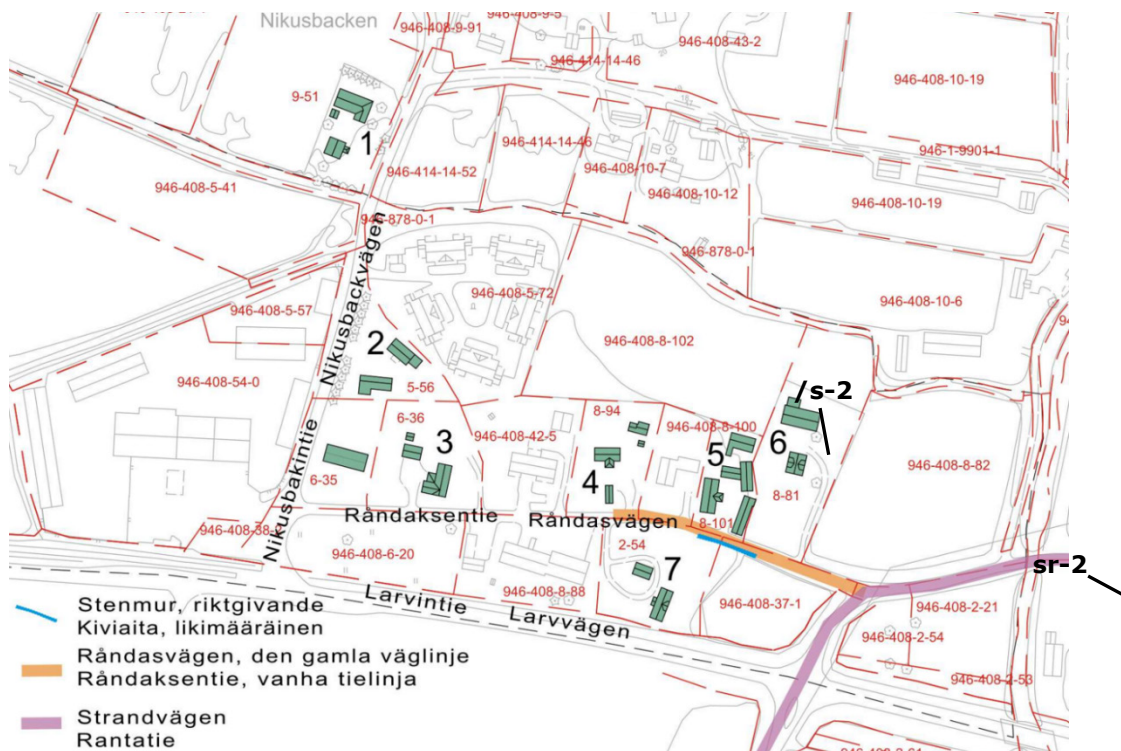 Nikusbacken
946-408-9-91
946-408-9-5
946-414-14-46
946-408-43-2
946-408-10-19
9-51
1
946-414-14-46
946-414-14-52
946-408-10-7
946-1-9901-1
946-408-5-41
946-408-10-12
946-408-10-19
946-878-0-1
946-878-0-1
Nikusbackvägen
946-408-5-72
946-408-10-6
946-408-5-57
946-408-8-102
2
946-408-54-0
5-56
/s-2
6-36
8-94
946-408-8-100
3
946-408-42-5
5
6
946-408-8-82
6-35
4
8-81
Nikusbakintie
Råndaksentie
Råndasvägen
8-101
946-408-38-
946-408-6-20
2-54
7
sr-2
946-408-8-88
946-408-37-1
946-408-2-21
Larvintie
Larvvägen
946-408-2-54
946-408-2-53
Stenmur, riktgivande
Kiviaita, likimääräinen
Råndasvägen, den gamla väglinje
Råndaksentie, vanha tielinja
Strandvägen
Rantatie